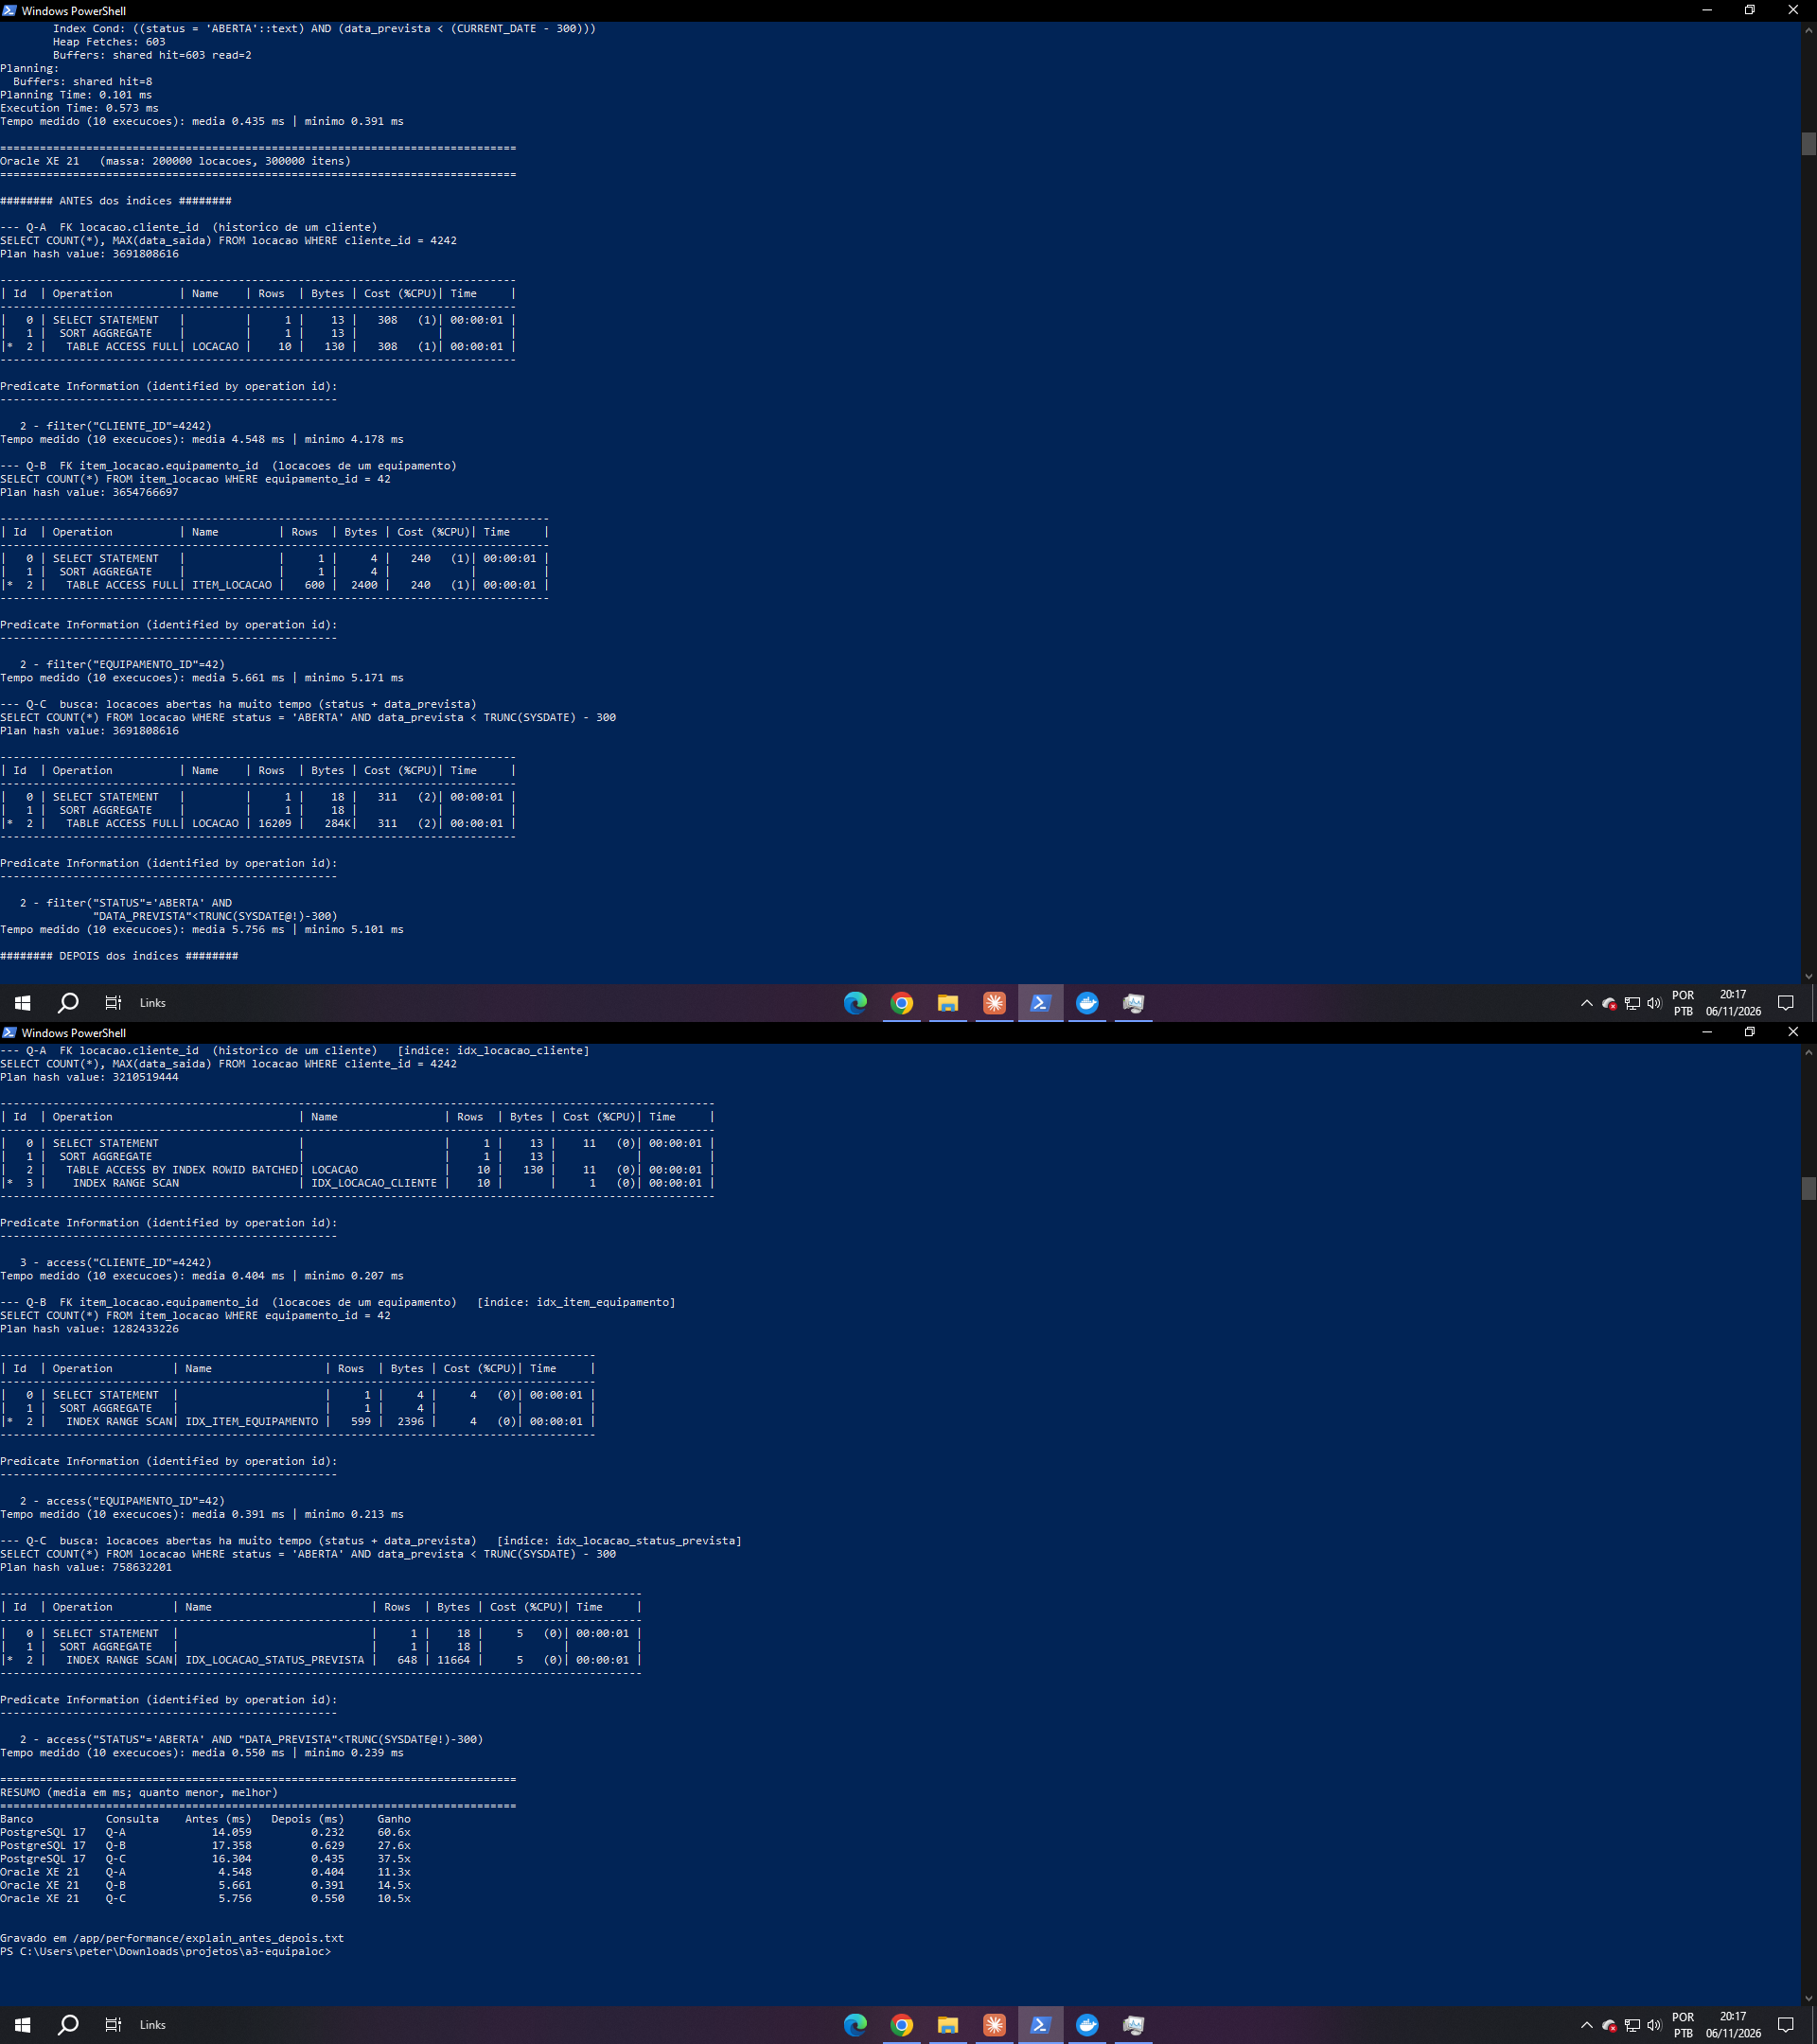 Windows PowerShell
        Index Cond: ((status = 'ABERTA'::text) AND (data_prevista < (CURRENT_DATE - 300)))
        Heap Fetches: 603
        Buffers: shared hit=603 read=2
Planning:
  Buffers: shared hit=8
Planning Time: 0.101 ms
Execution Time: 0.573 ms
Tempo medido (10 execucoes): media 0.435 ms | minimo 0.391 ms
==============================================================================
Oracle XE 21   (massa: 200000 locacoes, 300000 itens)
==============================================================================
######## ANTES dos indices ########
--- Q-A  FK locacao.cliente_id  (historico de um cliente)
SELECT COUNT(*), MAX(data_saida) FROM locacao WHERE cliente_id = 4242
Plan hash value: 3691808616
------------------------------------------------------------------------------
| Id  | Operation          | Name    | Rows  | Bytes | Cost (%CPU)| Time     |
------------------------------------------------------------------------------
|   0 | SELECT STATEMENT   |         |     1 |    13 |   308   (1)| 00:00:01 |
|   1 |  SORT AGGREGATE    |         |     1 |    13 |            |          |
|*  2 |   TABLE ACCESS FULL| LOCACAO |    10 |   130 |   308   (1)| 00:00:01 |
------------------------------------------------------------------------------
Predicate Information (identified by operation id):
---------------------------------------------------
   2 - filter("CLIENTE_ID"=4242)
Tempo medido (10 execucoes): media 4.548 ms | minimo 4.178 ms
--- Q-B  FK item_locacao.equipamento_id  (locacoes de um equipamento)
SELECT COUNT(*) FROM item_locacao WHERE equipamento_id = 42
Plan hash value: 3654766697
-----------------------------------------------------------------------------------
| Id  | Operation          | Name         | Rows  | Bytes | Cost (%CPU)| Time     |
-----------------------------------------------------------------------------------
|   0 | SELECT STATEMENT   |              |     1 |     4 |   240   (1)| 00:00:01 |
|   1 |  SORT AGGREGATE    |              |     1 |     4 |            |          |
|*  2 |   TABLE ACCESS FULL| ITEM_LOCACAO |   600 |  2400 |   240   (1)| 00:00:01 |
-----------------------------------------------------------------------------------
Predicate Information (identified by operation id):
---------------------------------------------------
   2 - filter("EQUIPAMENTO_ID"=42)
Tempo medido (10 execucoes): media 5.661 ms | minimo 5.171 ms
--- Q-C  busca: locacoes abertas ha muito tempo (status + data_prevista)
SELECT COUNT(*) FROM locacao WHERE status = 'ABERTA' AND data_prevista < TRUNC(SYSDATE) - 300
Plan hash value: 3691808616
------------------------------------------------------------------------------
| Id  | Operation          | Name    | Rows  | Bytes | Cost (%CPU)| Time     |
------------------------------------------------------------------------------
|   0 | SELECT STATEMENT   |         |     1 |    18 |   311   (2)| 00:00:01 |
|   1 |  SORT AGGREGATE    |         |     1 |    18 |            |          |
|*  2 |   TABLE ACCESS FULL| LOCACAO | 16209 |   284K|   311   (2)| 00:00:01 |
------------------------------------------------------------------------------
Predicate Information (identified by operation id):
---------------------------------------------------
   2 - filter("STATUS"='ABERTA' AND
              "DATA_PREVISTA"<TRUNC(SYSDATE@!)-300)
Tempo medido (10 execucoes): media 5.756 ms | minimo 5.101 ms
######## DEPOIS dos indices ########
Links
POR
PTB
20:17
06/11/2026
Windows PowerShell
--- Q-A  FK locacao.cliente_id  (historico de um cliente)   [indice: idx_locacao_cliente]
SELECT COUNT(*), MAX(data_saida) FROM locacao WHERE cliente_id = 4242
Plan hash value: 3210519444
------------------------------------------------------------------------------------------------------------
| Id  | Operation                            | Name                | Rows  | Bytes | Cost (%CPU)| Time     |
------------------------------------------------------------------------------------------------------------
|   0 | SELECT STATEMENT                     |                     |     1 |    13 |    11   (0)| 00:00:01 |
|   1 |  SORT AGGREGATE                      |                     |     1 |    13 |            |          |
|   2 |   TABLE ACCESS BY INDEX ROWID BATCHED| LOCACAO             |    10 |   130 |    11   (0)| 00:00:01 |
|*  3 |    INDEX RANGE SCAN                  | IDX_LOCACAO_CLIENTE |    10 |       |     1   (0)| 00:00:01 |
------------------------------------------------------------------------------------------------------------
Predicate Information (identified by operation id):
---------------------------------------------------
   3 - access("CLIENTE_ID"=4242)
Tempo medido (10 execucoes): media 0.404 ms | minimo 0.207 ms
--- Q-B  FK item_locacao.equipamento_id  (locacoes de um equipamento)   [indice: idx_item_equipamento]
SELECT COUNT(*) FROM item_locacao WHERE equipamento_id = 42
Plan hash value: 1282433226
------------------------------------------------------------------------------------------
| Id  | Operation         | Name                 | Rows  | Bytes | Cost (%CPU)| Time     |
------------------------------------------------------------------------------------------
|   0 | SELECT STATEMENT  |                      |     1 |     4 |     4   (0)| 00:00:01 |
|   1 |  SORT AGGREGATE   |                      |     1 |     4 |            |          |
|*  2 |   INDEX RANGE SCAN| IDX_ITEM_EQUIPAMENTO |   599 |  2396 |     4   (0)| 00:00:01 |
------------------------------------------------------------------------------------------
Predicate Information (identified by operation id):
---------------------------------------------------
   2 - access("EQUIPAMENTO_ID"=42)
Tempo medido (10 execucoes): media 0.391 ms | minimo 0.213 ms
--- Q-C  busca: locacoes abertas ha muito tempo (status + data_prevista)   [indice: idx_locacao_status_prevista]
SELECT COUNT(*) FROM locacao WHERE status = 'ABERTA' AND data_prevista < TRUNC(SYSDATE) - 300
Plan hash value: 758632201
-------------------------------------------------------------------------------------------------
| Id  | Operation         | Name                        | Rows  | Bytes | Cost (%CPU)| Time     |
-------------------------------------------------------------------------------------------------
|   0 | SELECT STATEMENT  |                             |     1 |    18 |     5   (0)| 00:00:01 |
|   1 |  SORT AGGREGATE   |                             |     1 |    18 |            |          |
|*  2 |   INDEX RANGE SCAN| IDX_LOCACAO_STATUS_PREVISTA |   648 | 11664 |     5   (0)| 00:00:01 |
-------------------------------------------------------------------------------------------------
Predicate Information (identified by operation id):
---------------------------------------------------
   2 - access("STATUS"='ABERTA' AND "DATA_PREVISTA"<TRUNC(SYSDATE@!)-300)
Tempo medido (10 execucoes): media 0.550 ms | minimo 0.239 ms
==============================================================================
RESUMO (media em ms; quanto menor, melhor)
==============================================================================
Banco           Consulta    Antes (ms)   Depois (ms)     Ganho
PostgreSQL 17   Q-A             14.059         0.232     60.6x
PostgreSQL 17   Q-B             17.358         0.629     27.6x
PostgreSQL 17   Q-C             16.304         0.435     37.5x
Oracle XE 21    Q-A              4.548         0.404     11.3x
Oracle XE 21    Q-B              5.661         0.391     14.5x
Oracle XE 21    Q-C              5.756         0.550     10.5x
Gravado em /app/performance/explain_antes_depois.txt
PS C:\Users\peter\Downloads\projetos\a3-equipaloc>
Links
POR
PTB
20:17
06/11/2026